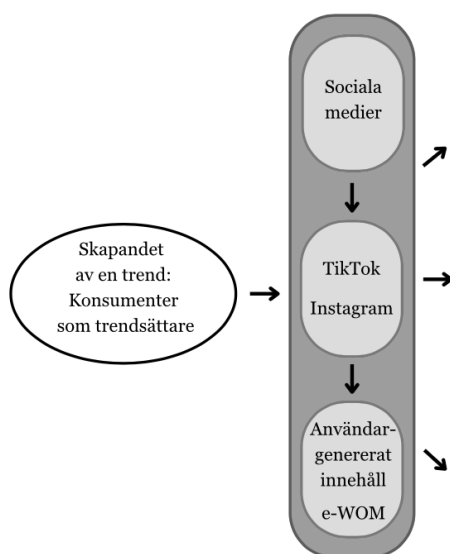 Skapandet
av en trend:
Konsumenter
som trendsättare
Sociala
medier
TikTok
Instagram
Användar-
genererat
innehåll
e-WOM